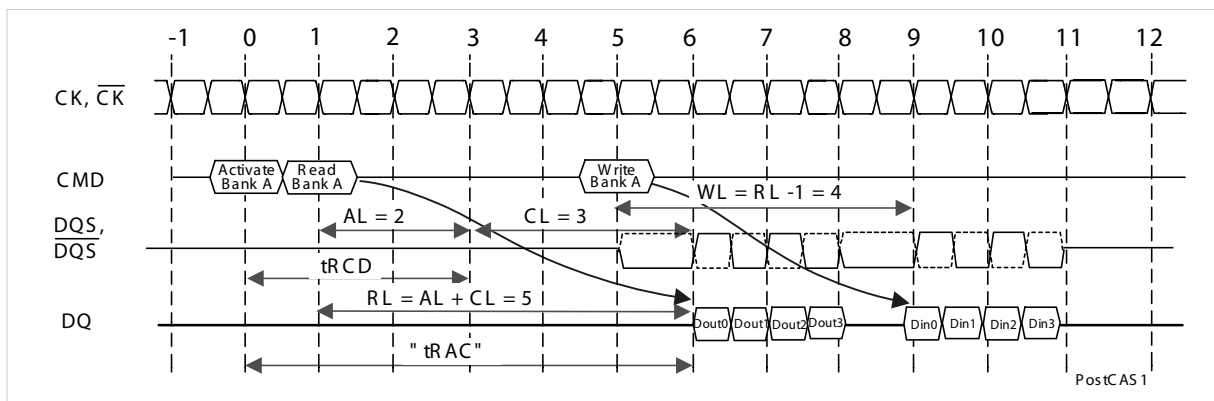 -1 0 1 2 3 4 5 6 7 8 9 10 11 12
CK, CK
Activate Bank A
Read Bank A
Write Bank A
CMD
WL = RL -1 = 4
AL = 2
CL = 3
DQS,
DQS
tRCD
RL = AL + CL = 5
DQ
Dout0 Dout1 Dout2 Dout3
Din0 Din1 Din2 Din3
" tRAC"
PostCAS1